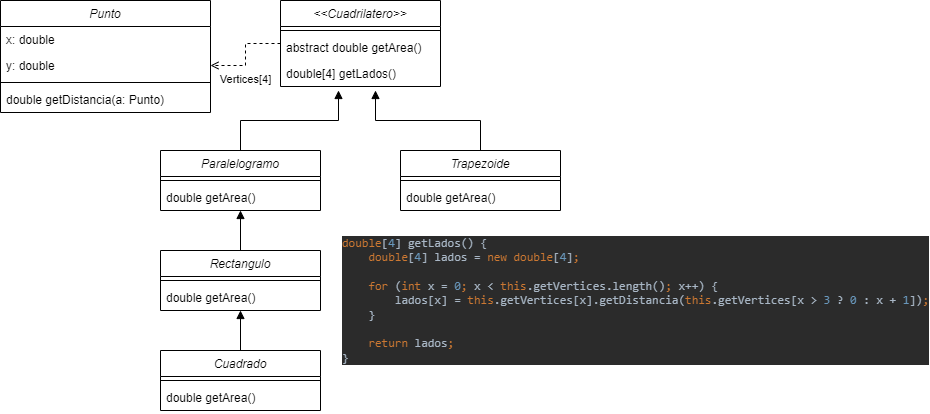 Punto
x: double
y: double
double getDistancia(a: Punto)
Vertices[4]
<<Cuadrilatero>>
abstract double getArea()
double[4] getLados()
Paralelogramo
double getArea()
Trapezoide
double getArea()
Rectangulo
double getArea()
Cuadrado
double getArea()
double[4] getLados() {
    double[4] lados = new double[4];
    for (int x = 0; x < this.getVertices.length(); x++) {
        lados[x] = this.getVertices[x].getDistancia(this.getVertices[x > 3 ? 0 : x + 1]);
    }
    return lados;
}